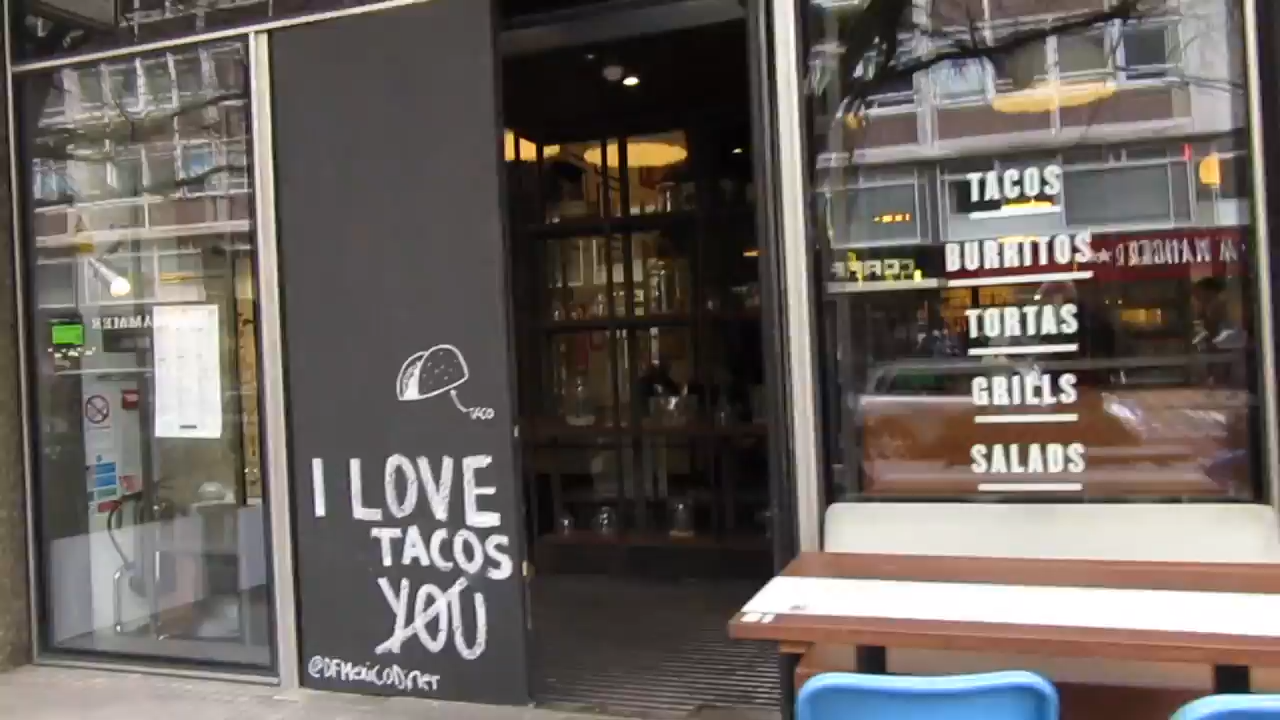 TACO
I LOVE
TACOS
YOU
@DFMexicoDiner
TACOS
BURRITOS
TORTAS
GRILLS
SALADS